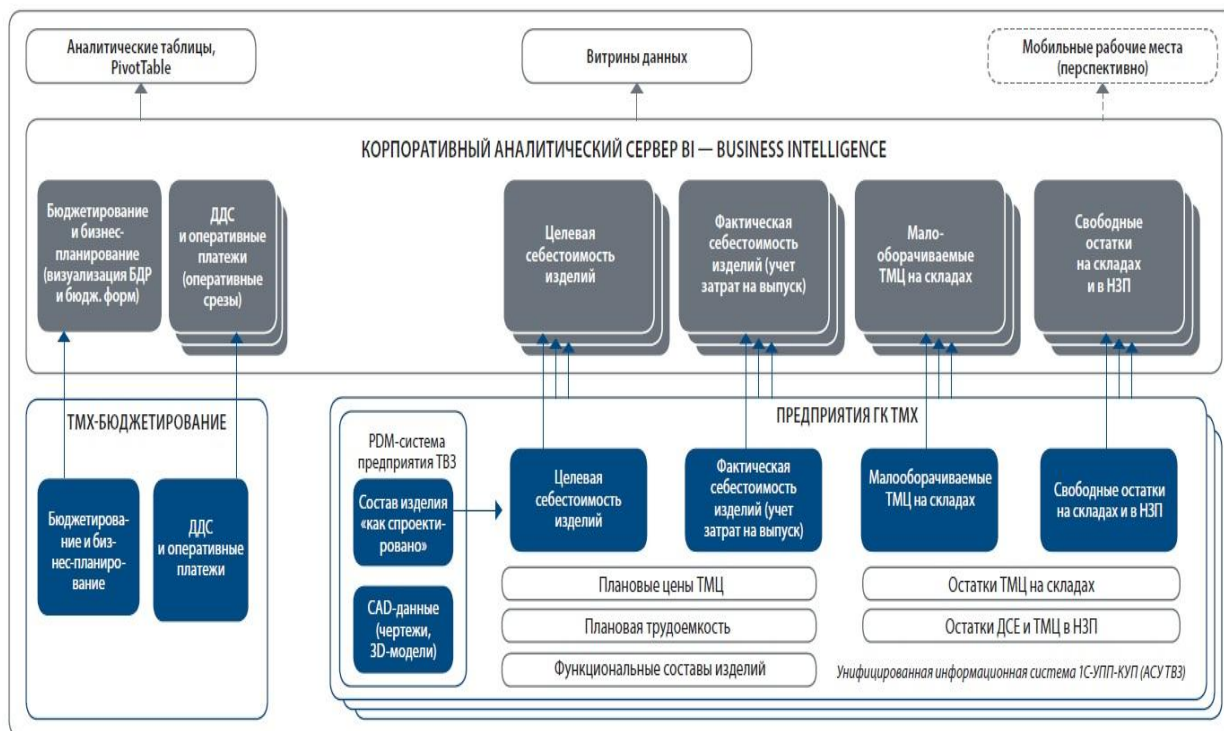 Аналитические таблицы,
PivotTable
Витрины данных
Мобильные рабочие места
(перспективно)
КОРПОРАТИВНЫЙ АНАЛИТИЧЕСКИЙ СЕРВЕР BI — BUSINESS INTELLIGENCE
Бюджетирование
и бизнес-
планирование
(визуализация БДР
и бюдж. форм)
ДДС
и оперативные
платежи
(оперативные
срезы)
Целевая
себестоимость
изделий
Фактическая
себестоимость
изделий (учет
затрат на выпуск)
Мало-
оборачиваемые
ТМЦ на складах
Свободные
остатки
на складах
и в НЗП
ТМХ-БЮДЖЕТИРОВАНИЕ
Бюджетирова-
ние и биз-
нес-планиро-
вание
ДДС
и оперативные
платежи
ПРЕДПРИЯТИЯ ГК ТМХ
PDM-система
предприятия ТВЗ
Состав изделия
«как спроекти-
ровано»
CAD-данные
(чертежи,
3D-модели)
Целевая
себестоимость
изделий
Фактическая
себестоимость
изделий (учет
затрат на выпуск)
Малооборачиваемые
ТМЦ на складах
Свободные остатки
на складах и в НЗП
Плановые цены ТМЦ
Плановая трудоемкость
Функциональные составы изделий
Остатки ТМЦ на складах
Остатки ДСЕ и ТМЦ в НЗП
Унифицированная информационная система 1С-УПП-КУП (АСУ ТВЗ)